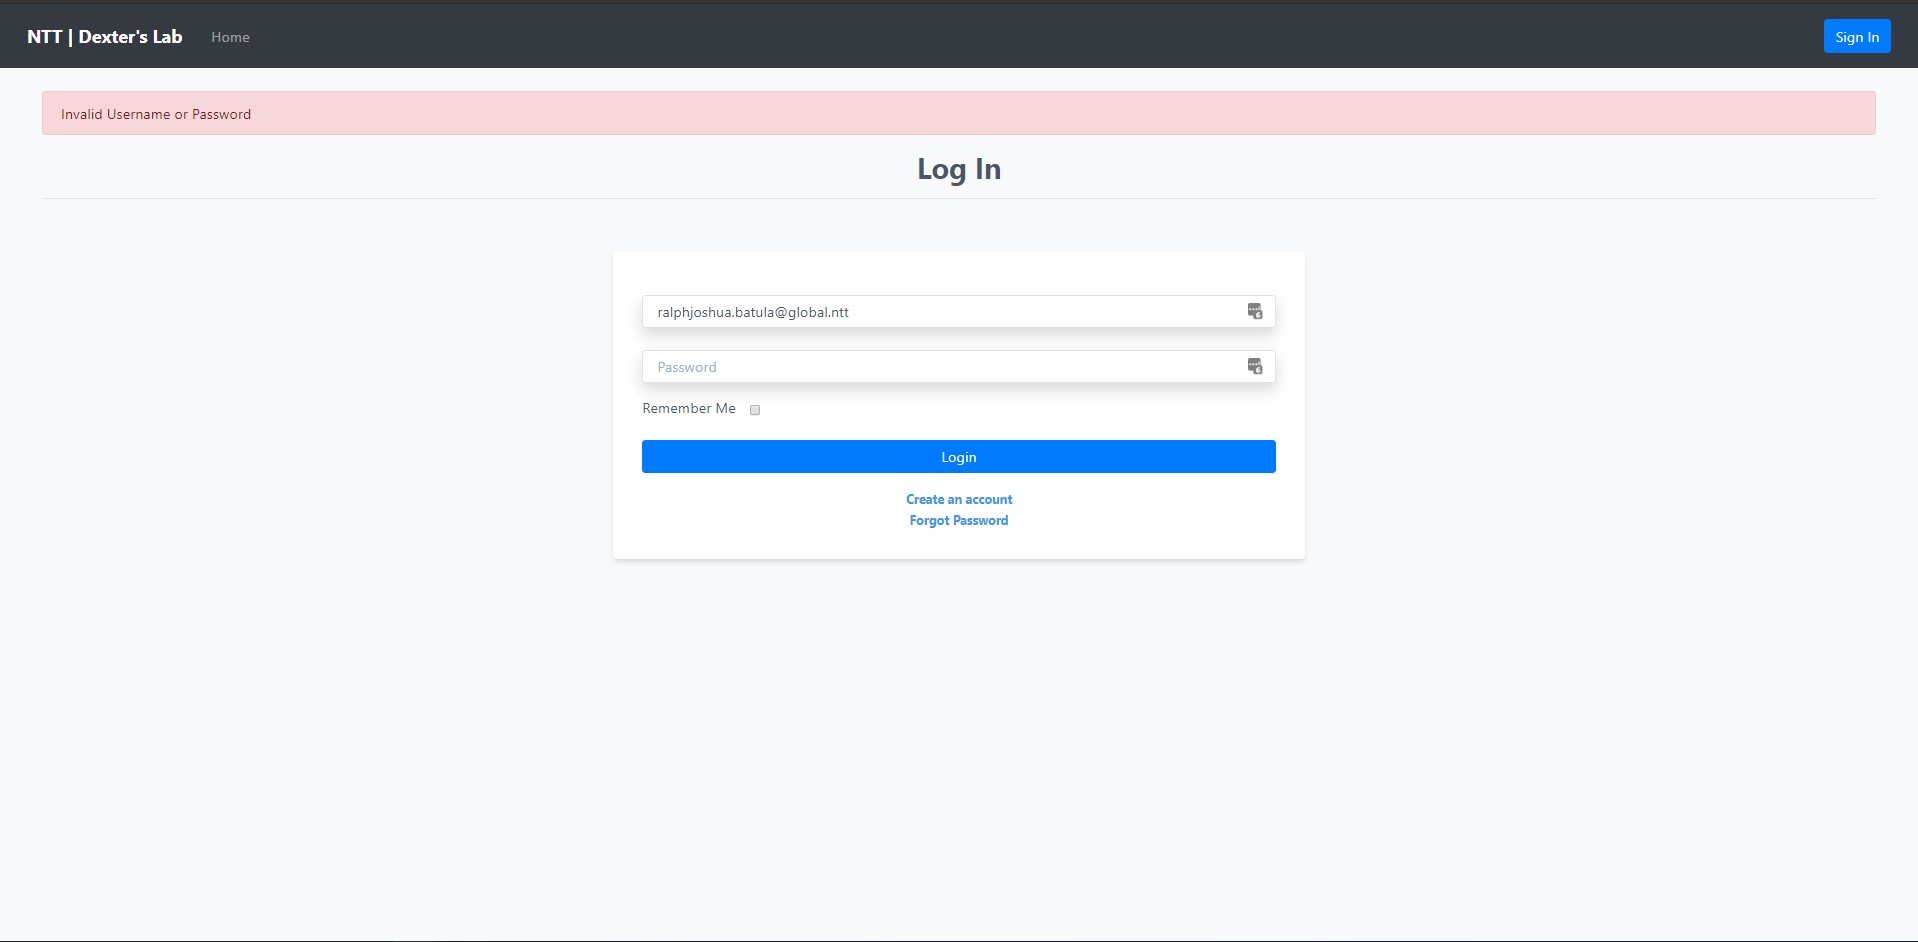 NTT | Dexter's Lab Home Sign In
Invalid Username or Password
Log In
ralphjoshua.batula@global.ntt
Password
Remember Me
Login
Create an account
Forgot Password